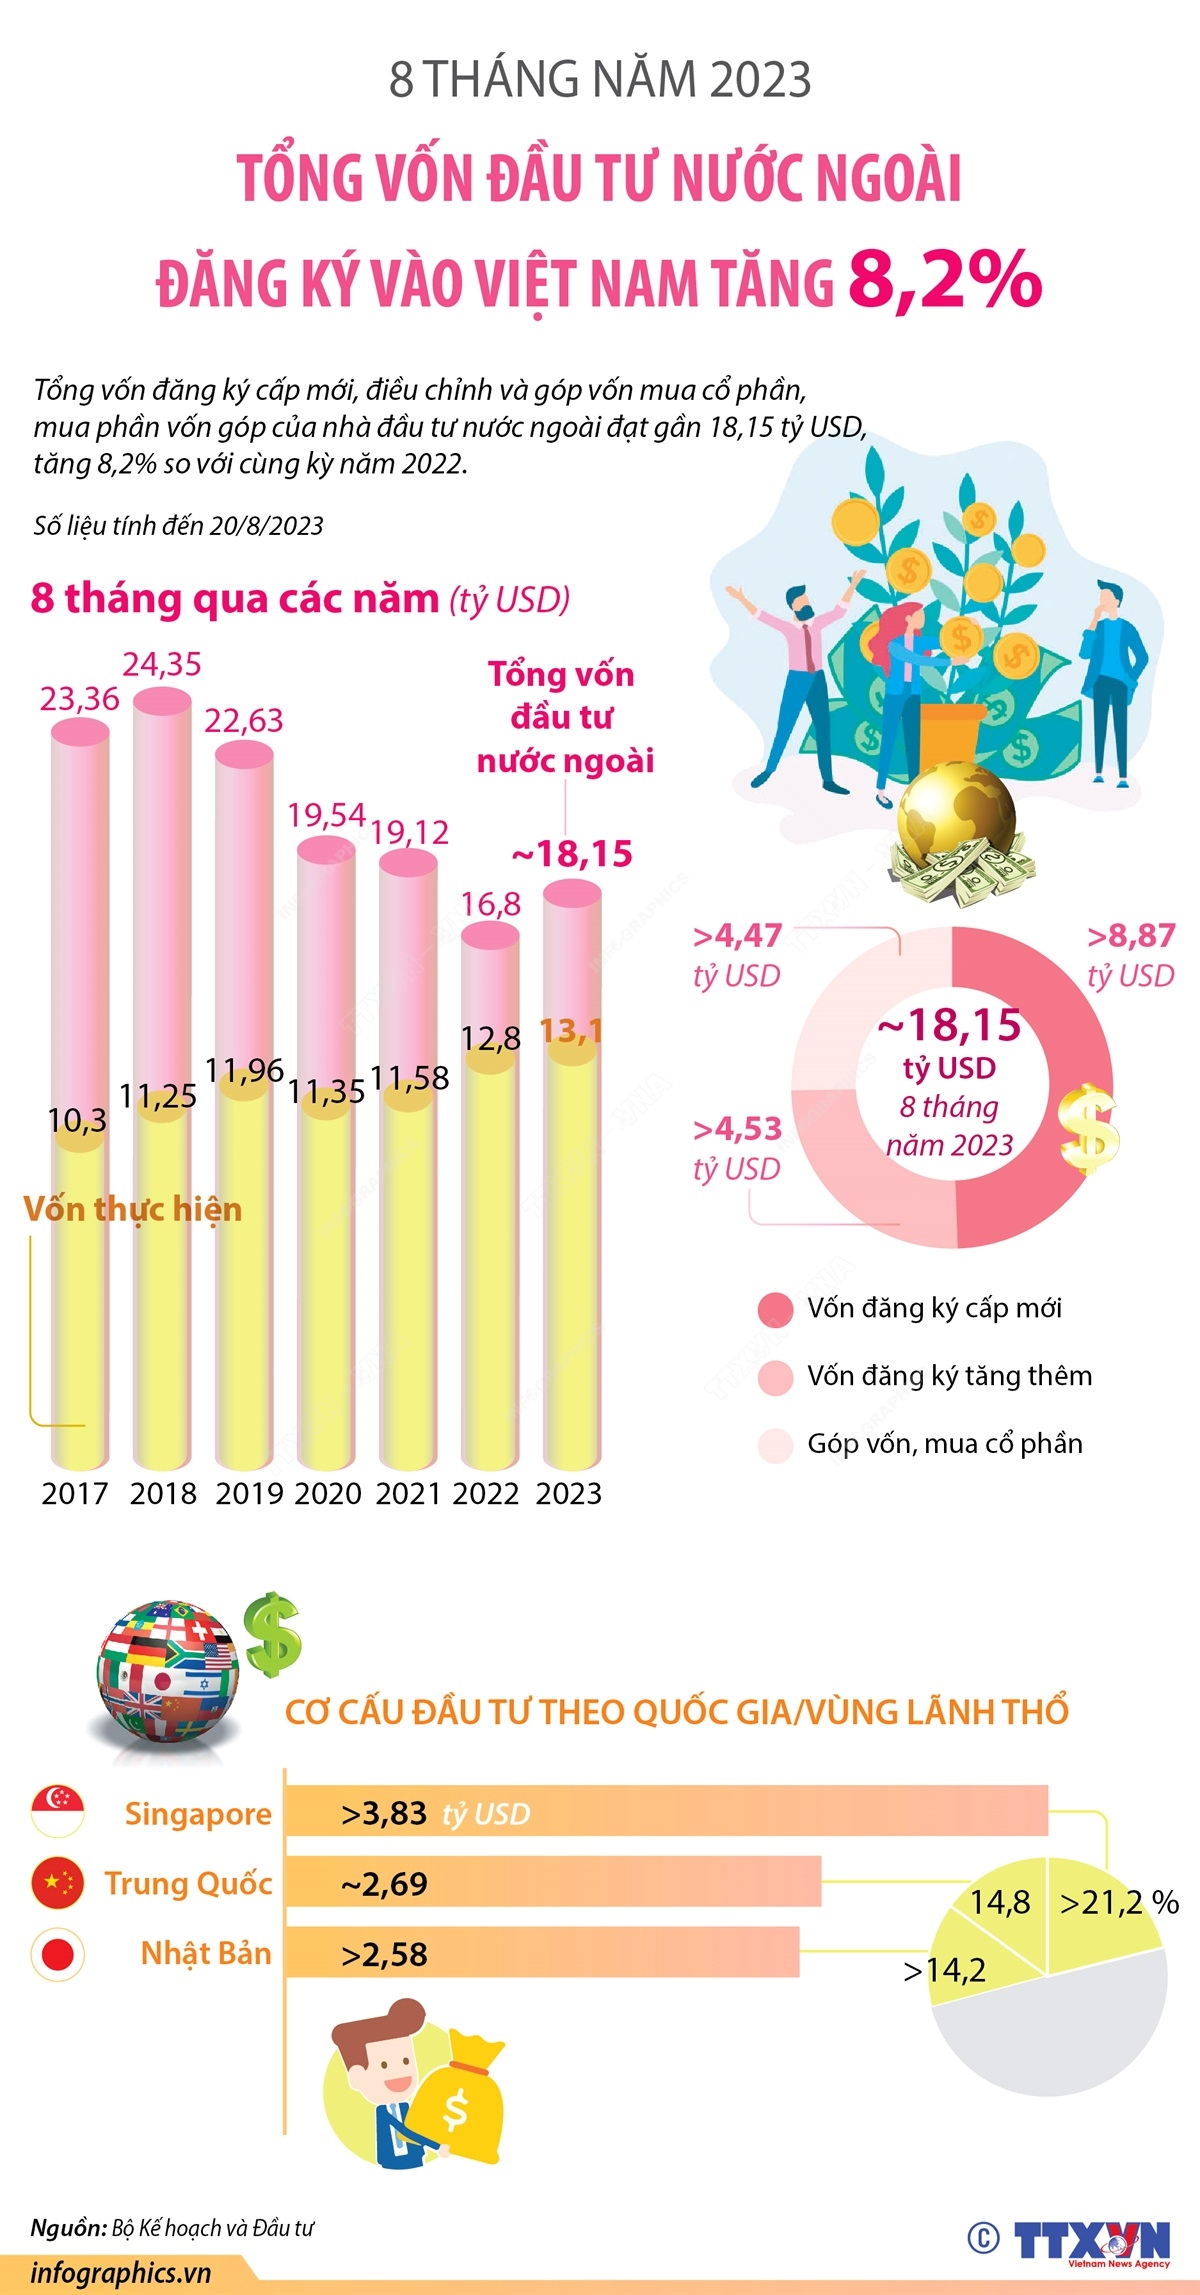 8 THÁNG NĂM 2023
TỔNG VỐN ĐẦU TƯ NƯỚC NGOÀI
ĐĂNG KÝ VÀO VIỆT NAM TĂNG 8,2%
Tổng vốn đăng ký cấp mới, điều chỉnh và góp vốn mua cổ phần,
mua phần vốn góp của nhà đầu tư nước ngoài đạt gần 18,15 tỷ USD,
tăng 8,2% so với cùng kỳ năm 2022.
Số liệu tính đến 20/8/2023
8 tháng qua các năm (tỷ USD)
23,36
24,35
22,63
19,54
19,12
16,8
~18,15
Tổng vốn
đầu tư
nước ngoài
10,3
11,25
11,96
11,35
11,58
12,8
13,1
Vốn thực hiện
2017 2018 2019 2020 2021 2022 2023
>4,47
tỷ USD
>8,87
tỷ USD
>4,53
tỷ USD
~18,15
tỷ USD
8 tháng
năm 2023
Vốn đăng ký cấp mới
Vốn đăng ký tăng thêm
Góp vốn, mua cổ phần
CƠ CẤU ĐẦU TƯ THEO QUỐC GIA/VÙNG LÃNH THỔ
Singapore >3,83 tỷ USD
Trung Quốc ~2,69
Nhật Bản >2,58
14,8 >21,2 %
>14,2
Nguồn: Bộ Kế hoạch và Đầu tư
© TTXVN
Vietnam News Agency
infographics.vn